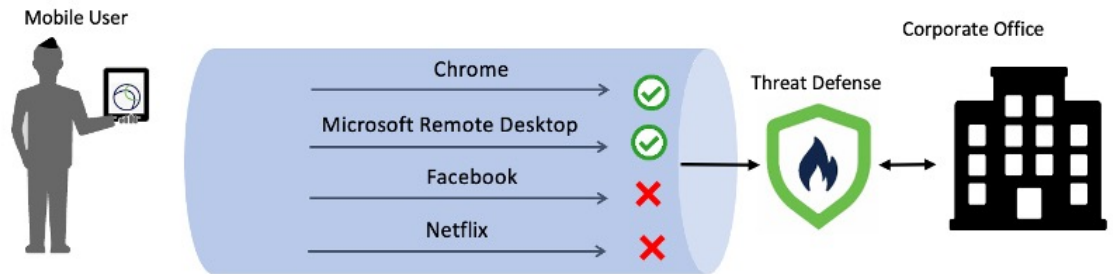 Mobile User
Corporate Office
Chrome
Threat Defense
Microsoft Remote Desktop
Facebook
Netflix